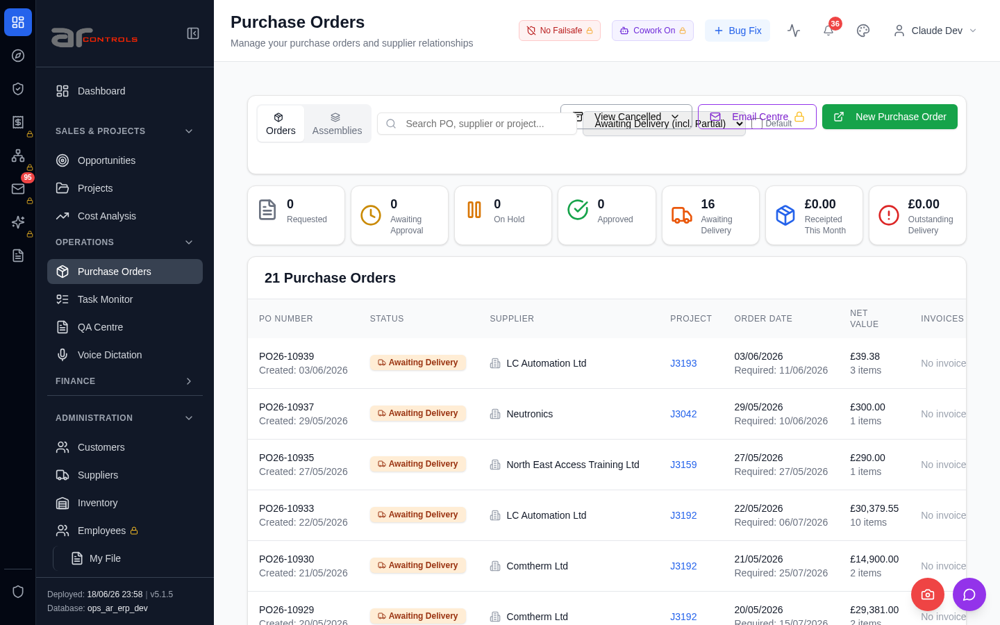 ar CONTROLS
Dashboard
SALES & PROJECTS
Opportunities
Projects
Cost Analysis
OPERATIONS
Purchase Orders
Task Monitor
QA Centre
Voice Dictation
FINANCE
ADMINISTRATION
Customers
Suppliers
Inventory
Employees
My File
Deployed: 18/06/26 23:58 | v5.1.5
Database: ops_ar_erp_dev
95
Purchase Orders
Manage your purchase orders and supplier relationships
No Failsafe
Cowork On
Bug Fix
36
Claude Dev
Orders
Assemblies
Search PO, supplier or project...
View Cancelled
Awaiting Delivery (incl. Partial)
Default
Email Centre
New Purchase Order
0
Requested
0
Awaiting
Approval
0
On Hold
0
Approved
16
Awaiting
Delivery
£0.00
Receipted
This Month
£0.00
Outstanding
Delivery
21 Purchase Orders
PO NUMBER STATUS SUPPLIER PROJECT ORDER DATE NET VALUE INVOICES
PO26-10939 Awaiting Delivery LC Automation Ltd J3193 03/06/2026 £39.38 No invoice
Created: 03/06/2026 Required: 11/06/2026 3 items
PO26-10937 Awaiting Delivery Neutronics J3042 29/05/2026 £300.00 No invoice
Created: 29/05/2026 Required: 10/06/2026 1 items
PO26-10935 Awaiting Delivery North East Access Training Ltd J3159 27/05/2026 £290.00 No invoice
Created: 27/05/2026 Required: 27/05/2026 1 items
PO26-10933 Awaiting Delivery LC Automation Ltd J3192 22/05/2026 £30,379.55 No invoice
Created: 22/05/2026 Required: 06/07/2026 10 items
PO26-10930 Awaiting Delivery Comtherm Ltd J3192 21/05/2026 £14,900.00 No invoice
Created: 21/05/2026 Required: 25/07/2026 2 items
PO26-10929 Awaiting Delivery Comtherm Ltd J3192 20/05/2026 £29,381.00 No invoice
Created: 20/05/2026 Required: 15/07/2026 2 items